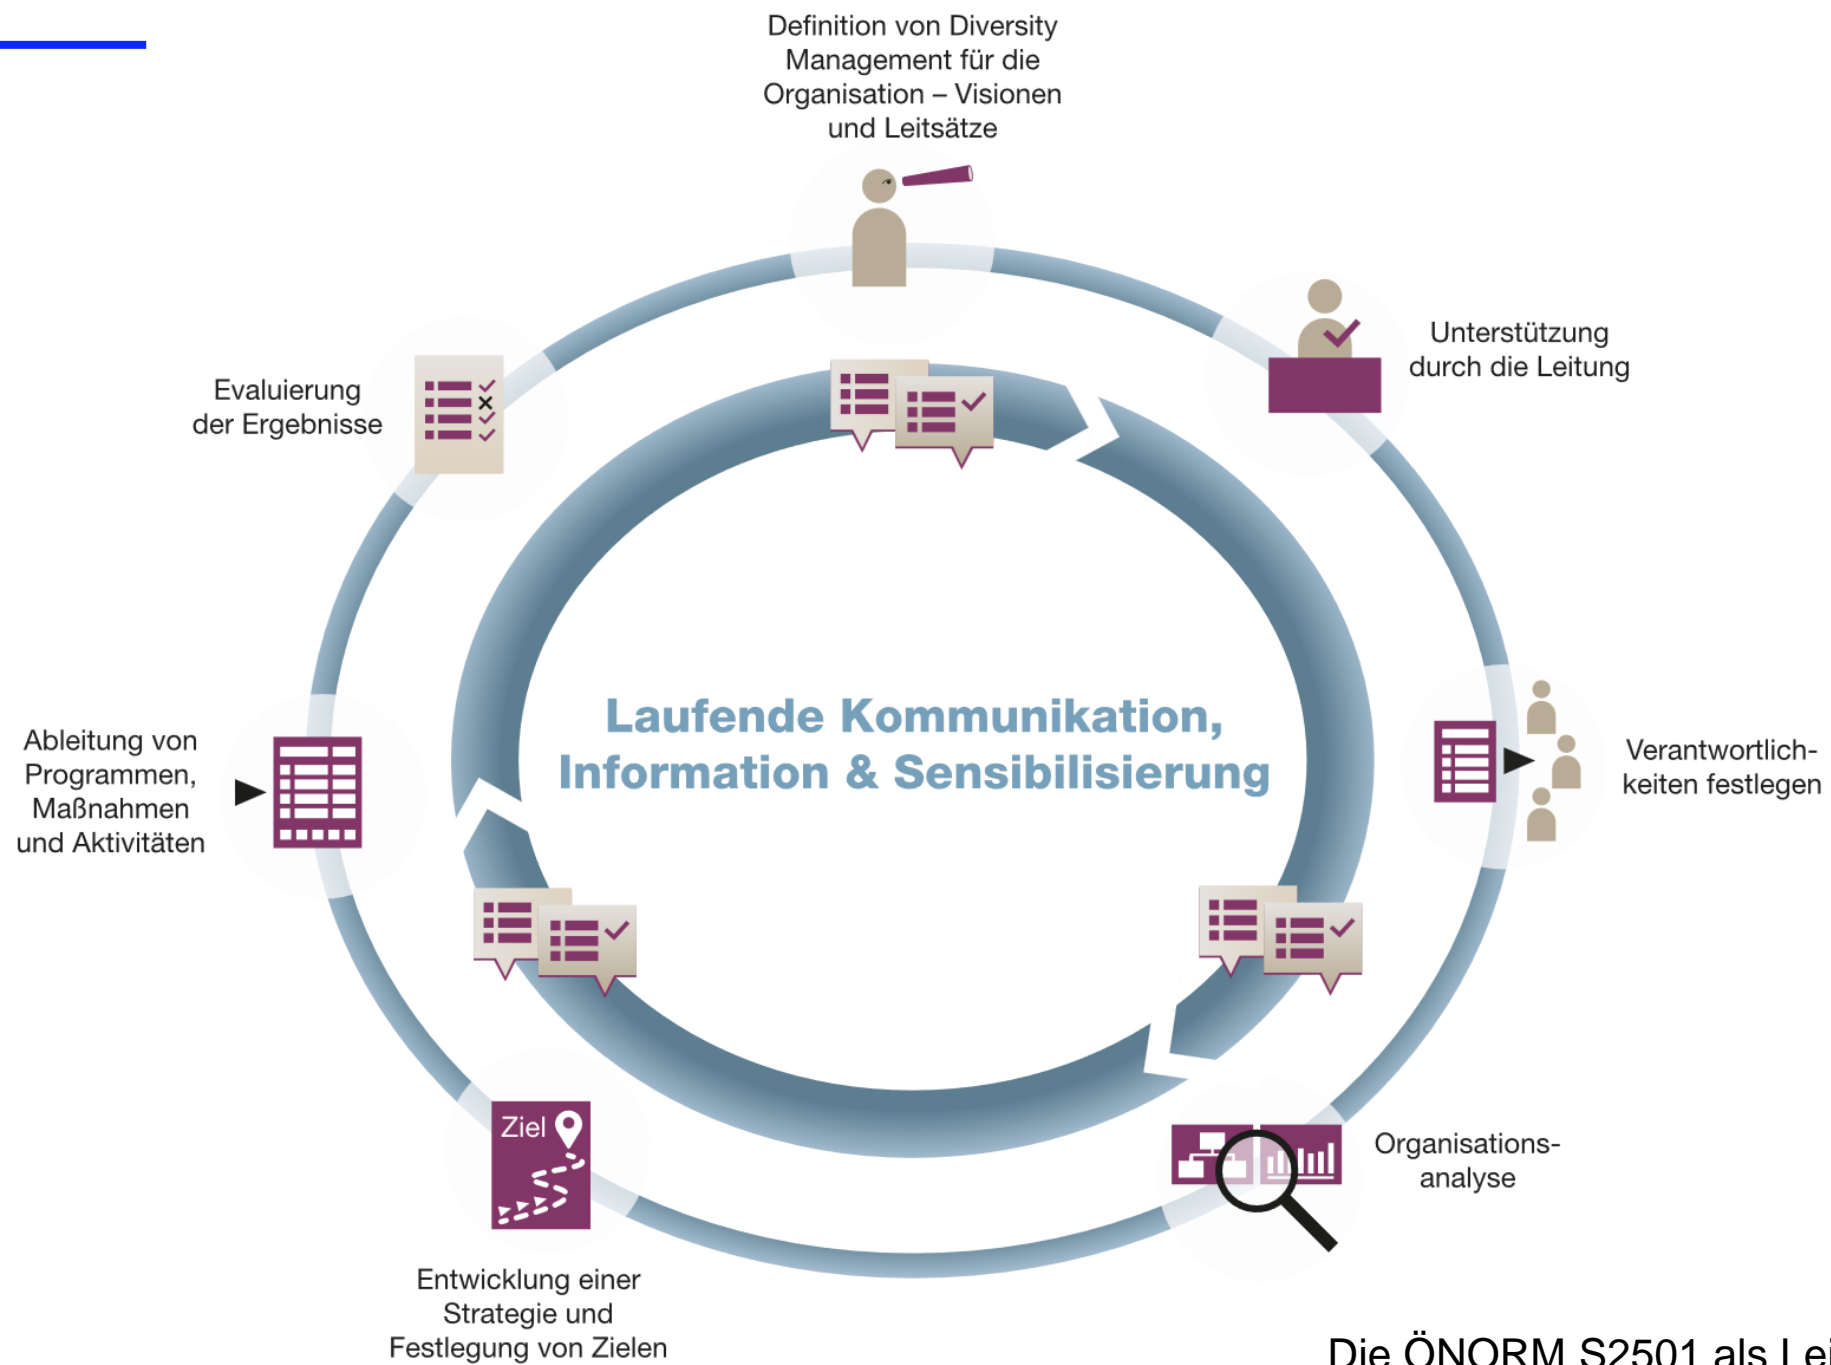 Definition von Diversity
Management für die
Organisation – Visionen
und Leitsätze
Unterstützung
durch die Leitung
Verantwortlich-
keiten festlegen
Organisations-
analyse
Entwicklung einer
Strategie und
Festlegung von Zielen
Ziel
Ableitung von
Programmen,
Maßnahmen
und Aktivitäten
Evaluierung
der Ergebnisse
Laufende Kommunikation,
Information & Sensibilisierung
Die ÖNORM S2501 als